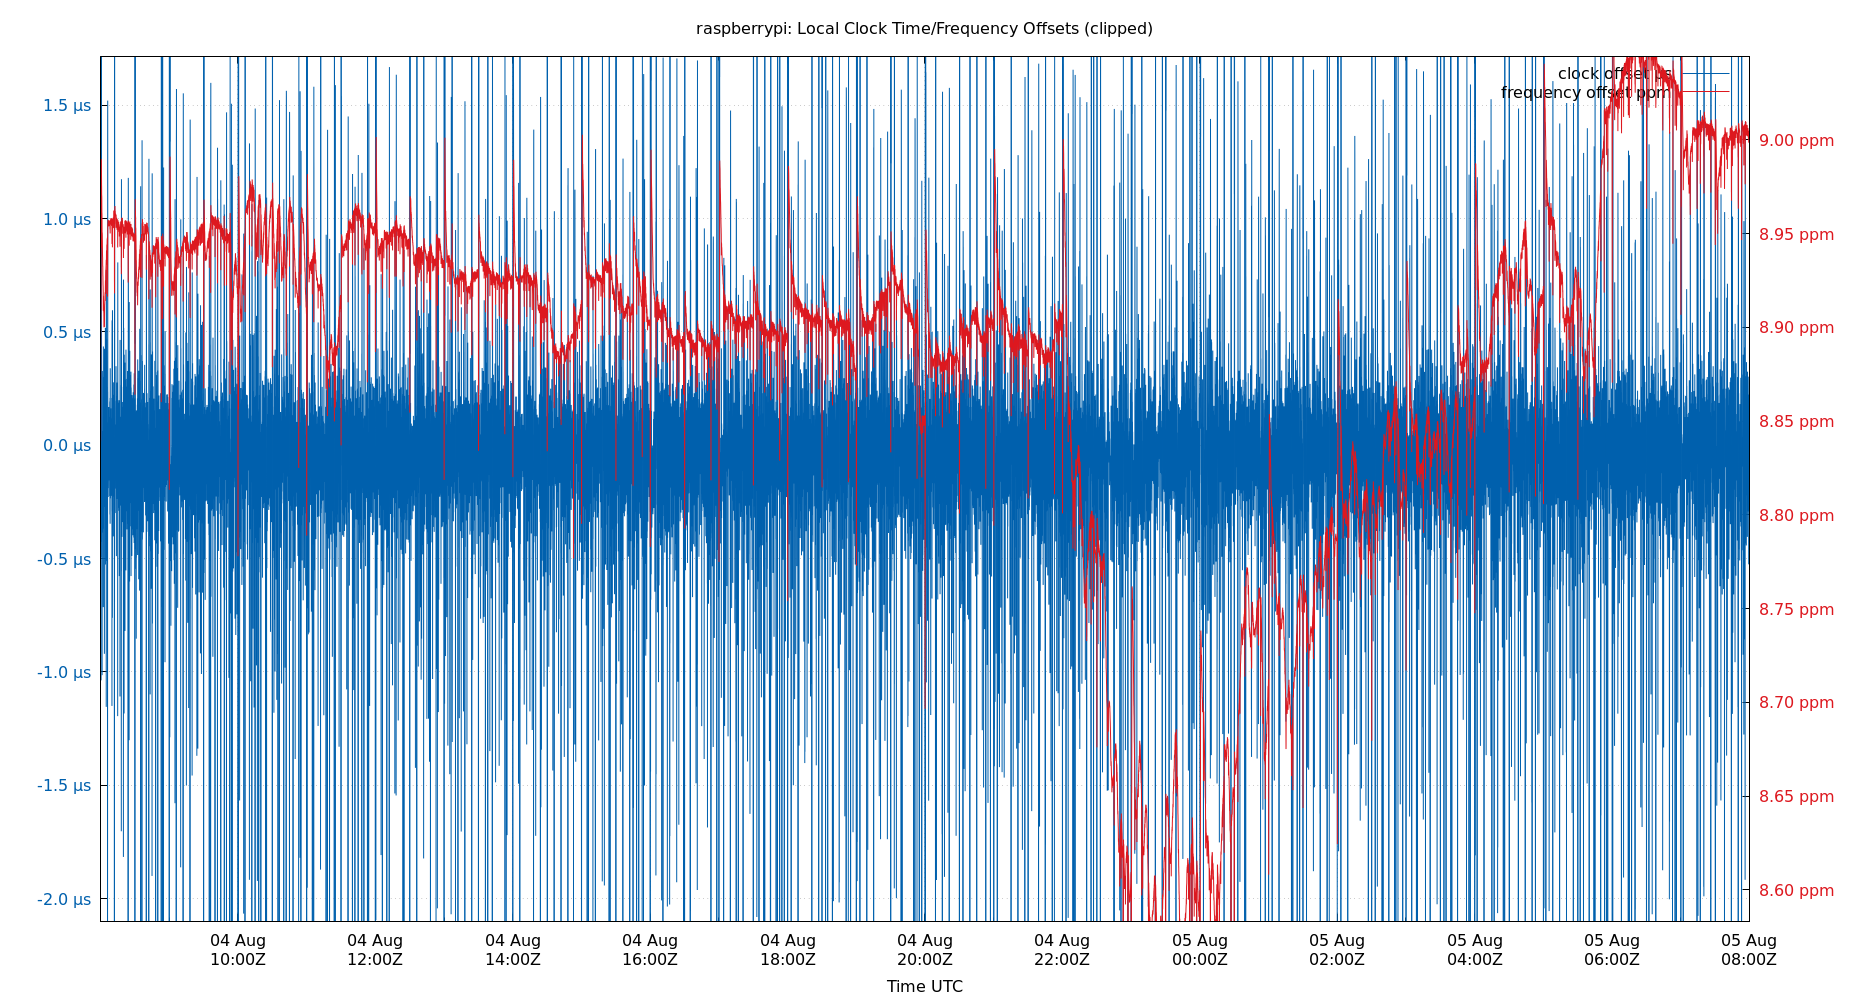 raspberrypi: Local Clock Time/Frequency Offsets (clipped)
clock offset µs
frequency offset ppm
1.5 µs
1.0 µs
0.5 µs
0.0 µs
-0.5 µs
-1.0 µs
-1.5 µs
-2.0 µs
9.00 ppm
8.95 ppm
8.90 ppm
8.85 ppm
8.80 ppm
8.75 ppm
8.70 ppm
8.65 ppm
8.60 ppm
04 Aug 04 Aug 04 Aug 04 Aug 04 Aug 04 Aug 04 Aug 05 Aug 05 Aug 05 Aug 05 Aug 05 Aug
10:00Z 12:00Z 14:00Z 16:00Z 18:00Z 20:00Z 22:00Z 00:00Z 02:00Z 04:00Z 06:00Z 08:00Z
Time UTC